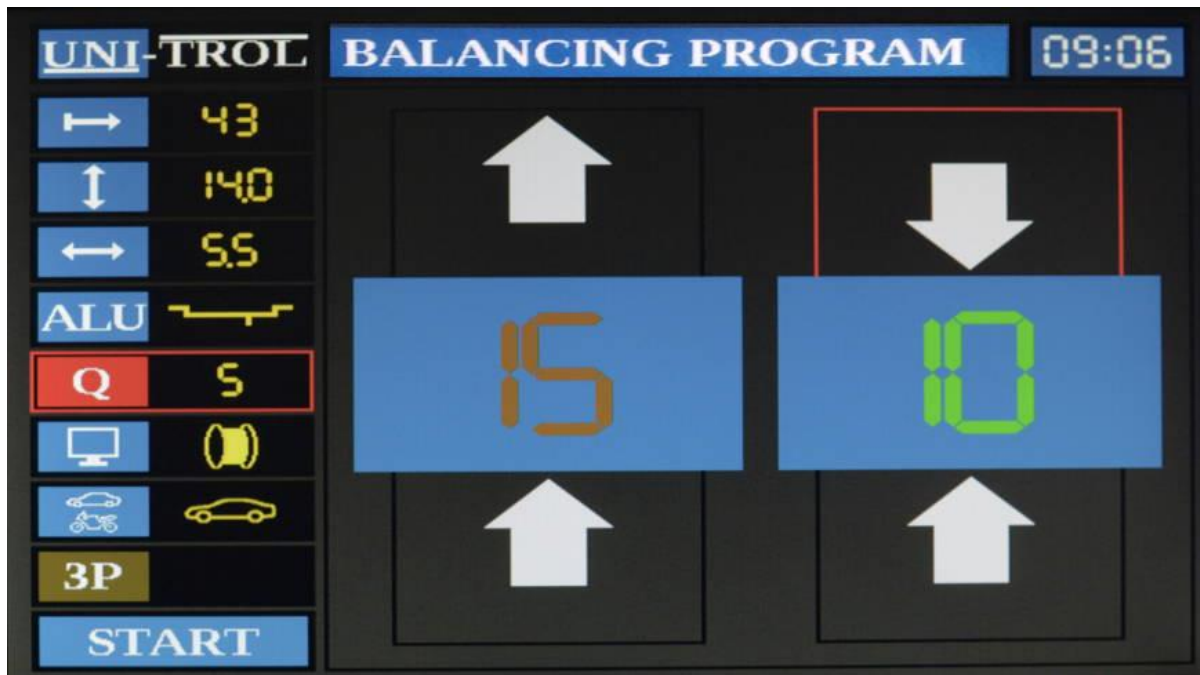 UNI-TROL
BALANCING PROGRAM
09:06
43
14.0
5.5
ALU
Q 5
3P
START
15
10